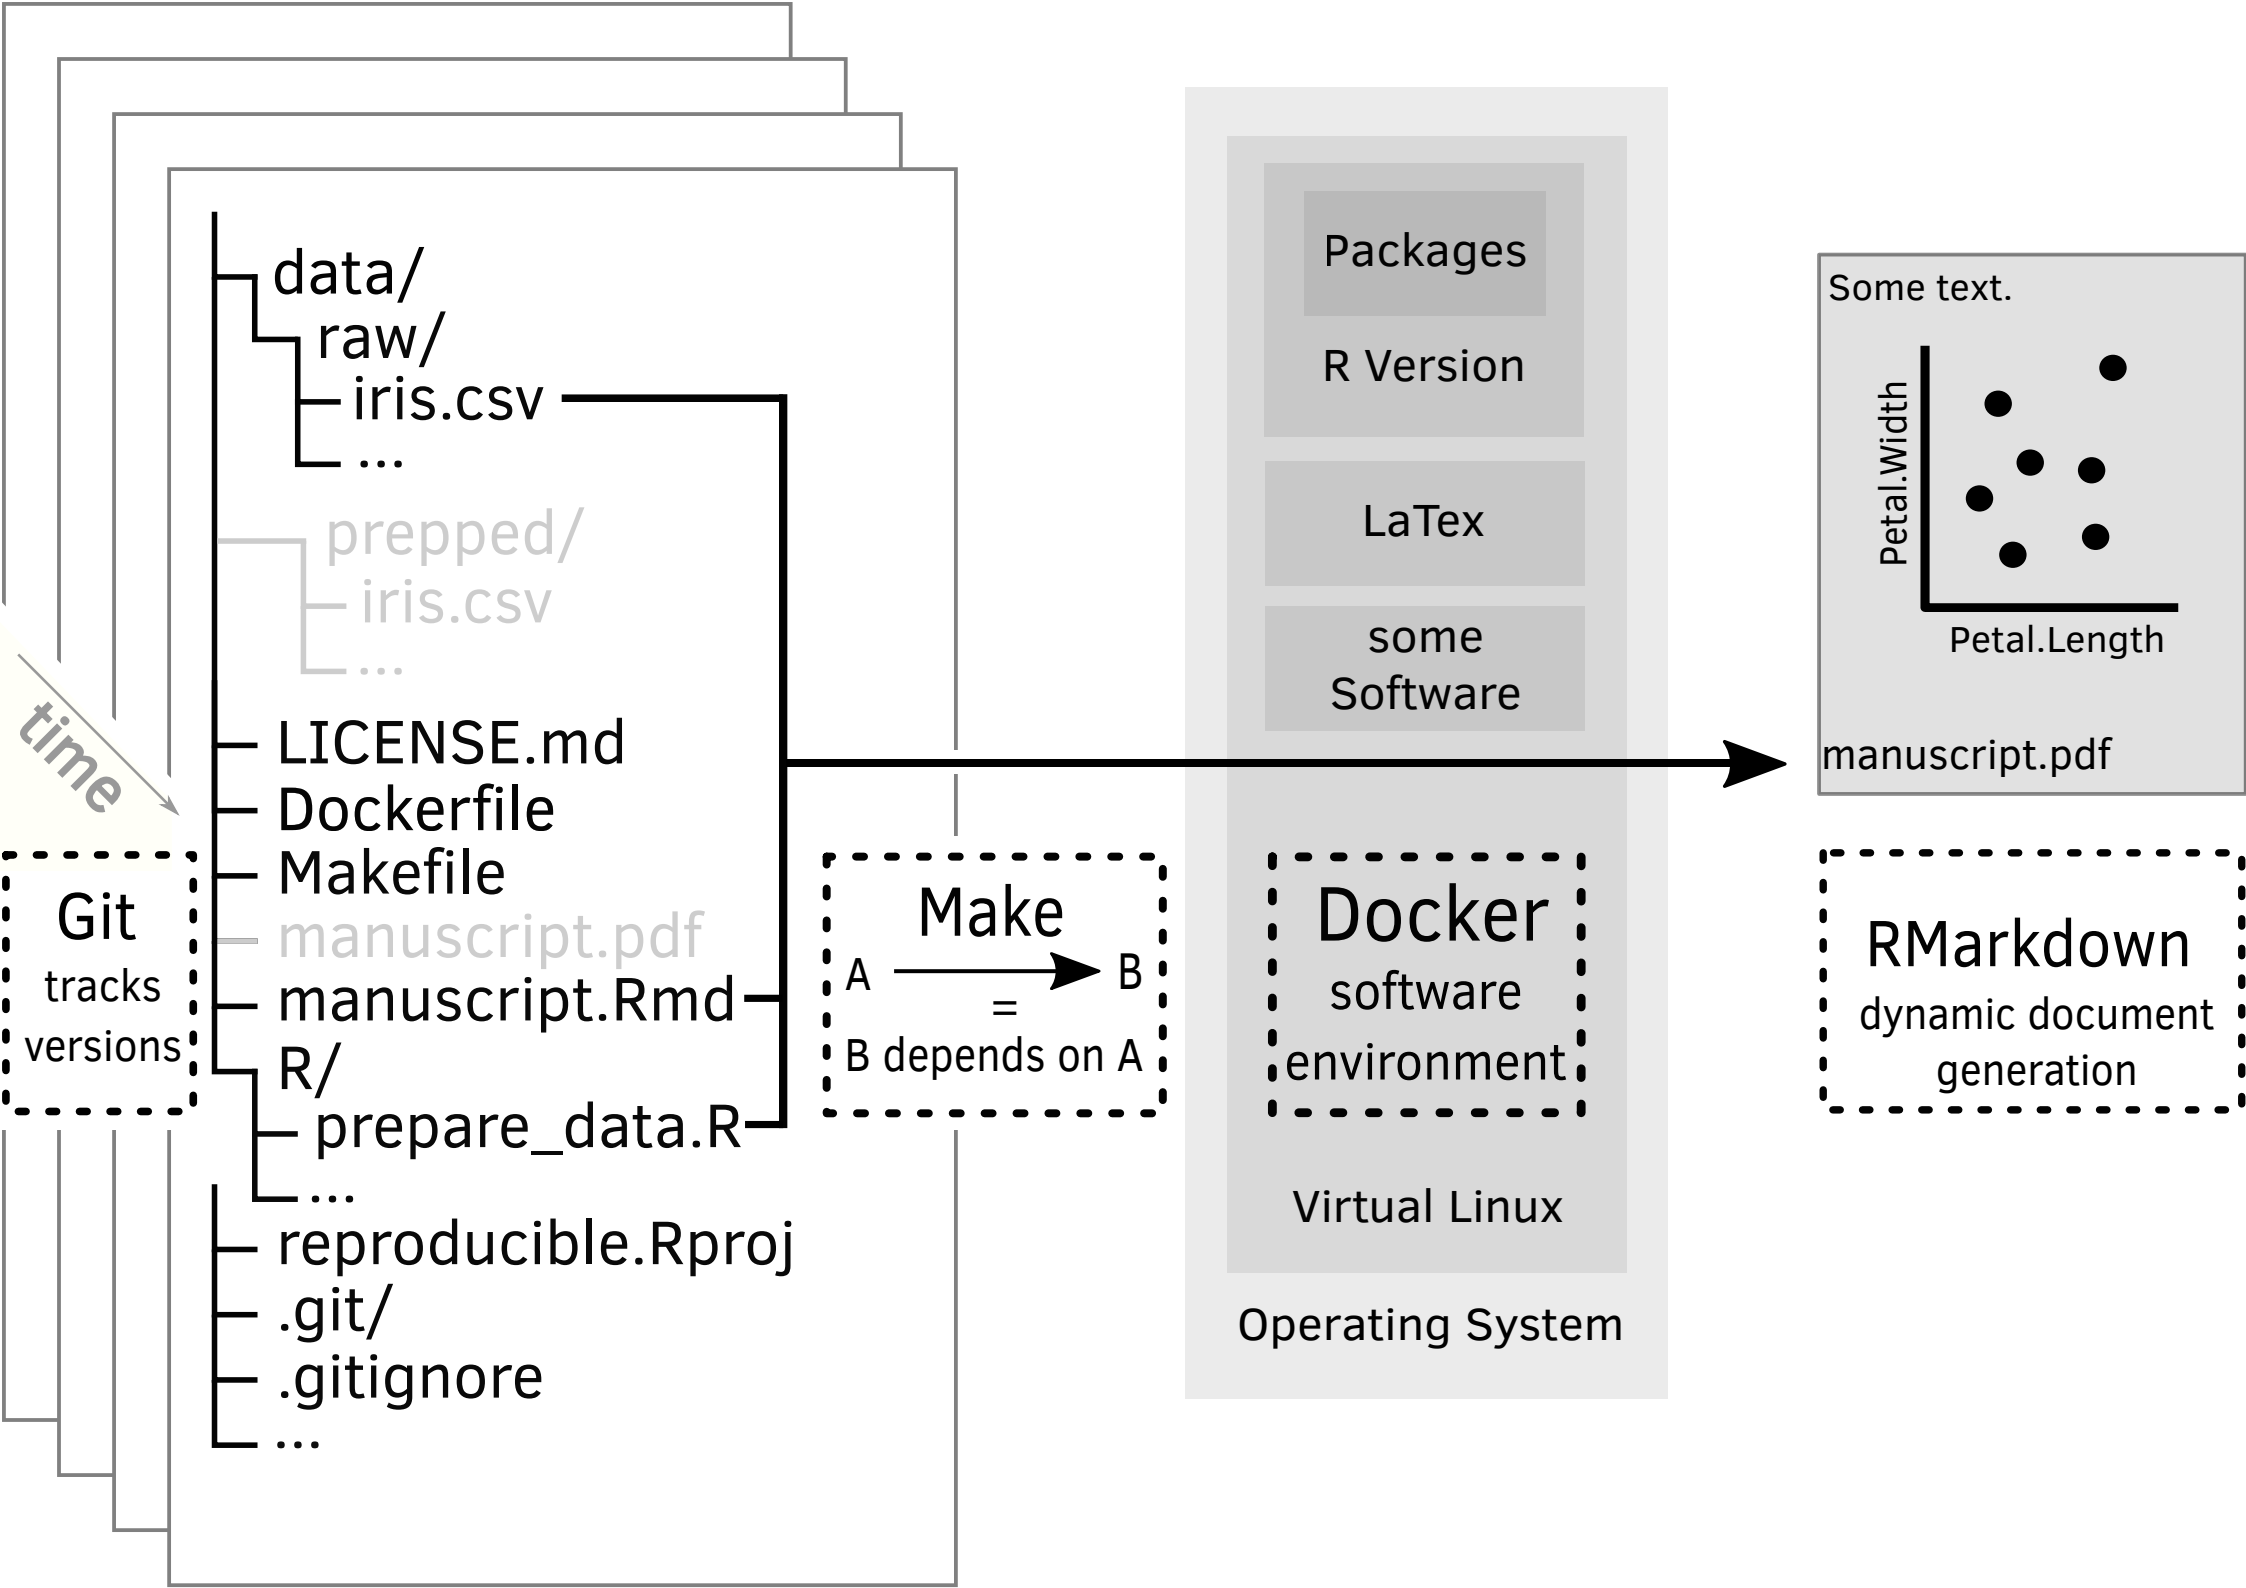 data/
raw/
iris.csv
...
prepped/
iris.csv
...
LICENSE.md
Dockerfile
Makefile
manuscript.pdf
manuscript.Rmd
R/
prepare_data.R
...
reproducible.Rproj
.git/
.gitignore
...
time
Git
tracks
versions
Make
A B
=
B depends on A
Packages
R Version
LaTex
some
Software
Docker
software
environment
Virtual Linux
Operating System
Some text.
Petal.Width
Petal.Length
manuscript.pdf
RMarkdown
dynamic document
generation